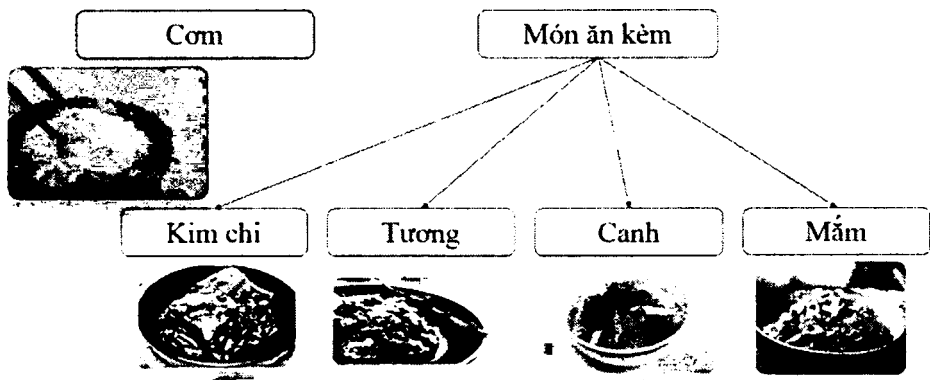 Cơm
Món ăn kèm
Kim chi
Tương
Canh
Mắm